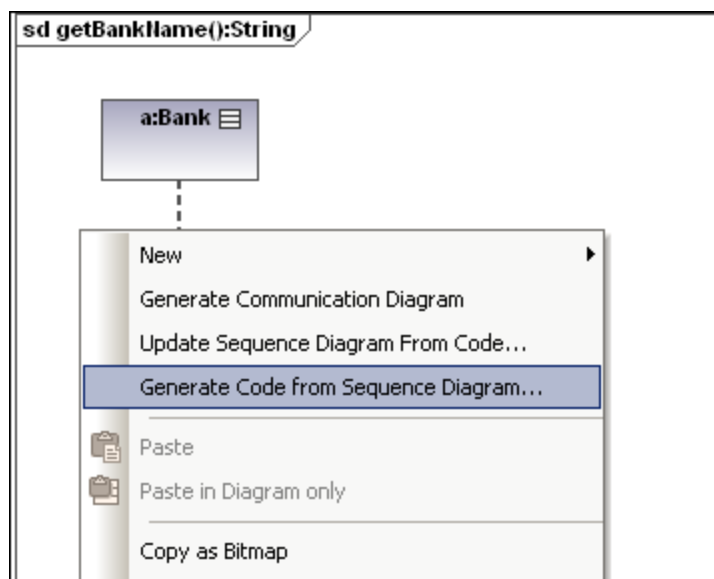 sd getBankName():String
a:Bank
New
Generate Communication Diagram
Update Sequence Diagram From Code...
Generate Code from Sequence Diagram...
Paste
Paste in Diagram only
Copy as Bitmap